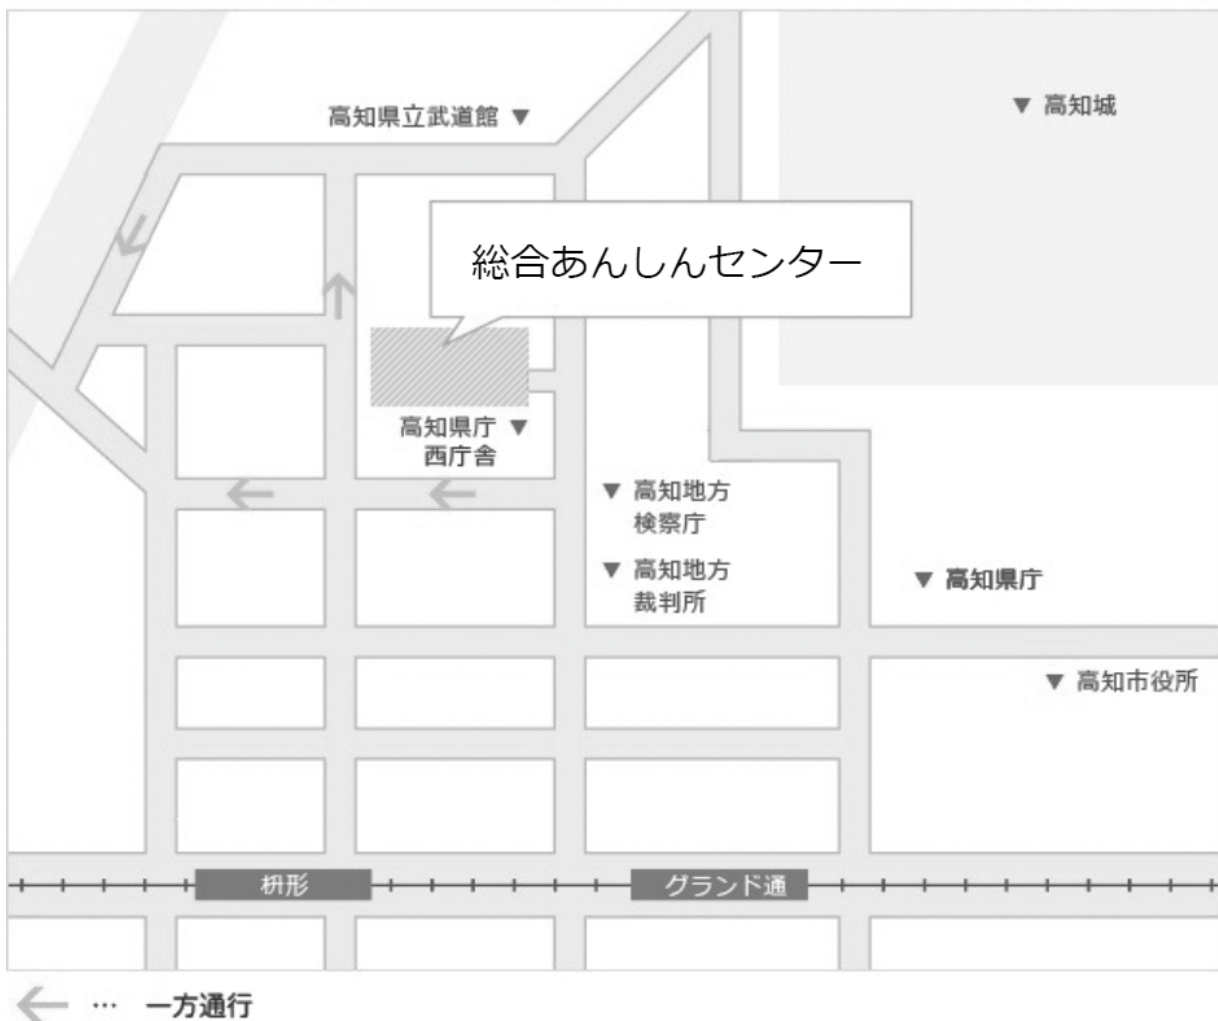 高知県立武道館 ▼
▼ 高知城
総合あんしんセンター
高知県庁 ▼
西庁舎
▼ 高知地方
検察庁
▼ 高知地方
裁判所
▼ 高知県庁
▼ 高知市役所
枡形
グランド通
← … 一方通行